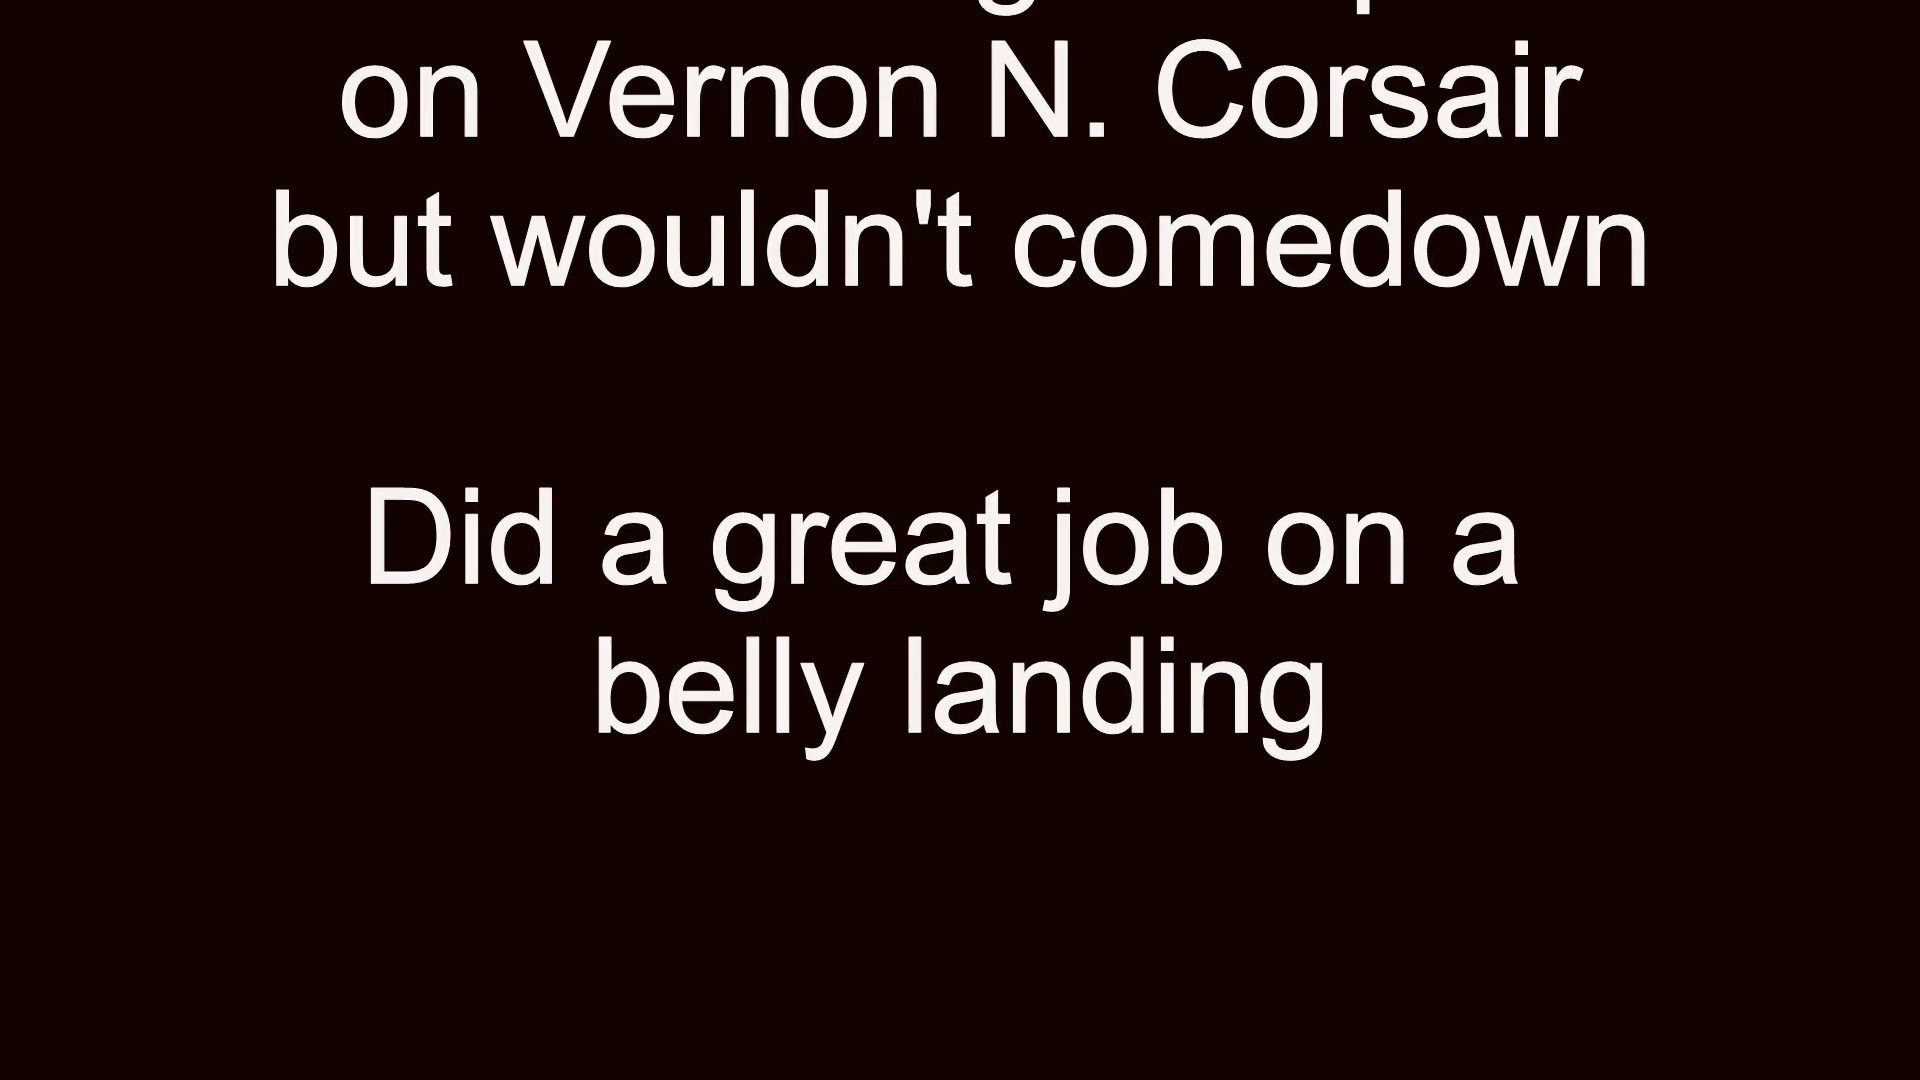 on Vernon N. Corsair
but wouldn't comedown
Did a great job on a
belly landing